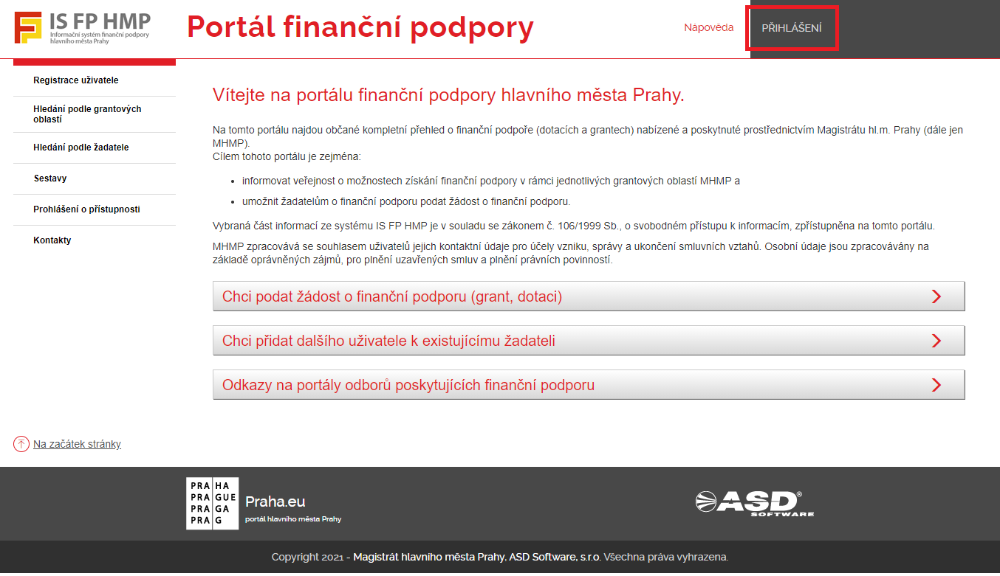 IS FP HMP
Informační systém finanční podpory
hlavního města Prahy
Portál finanční podpory
Nápověda
PŘIHLÁŠENÍ
Registrace uživatele
Hledání podle grantových
oblastí
Hledání podle žadatele
Sestavy
Prohlášení o přístupnosti
Kontakty
Vítejte na portálu finanční podpory hlavního města Prahy.
Na tomto portálu najdou občané kompletní přehled o finanční podpoře (dotacích a grantech) nabízené a poskytnuté prostřednictvím Magistrátu hl.m. Prahy (dále jen
MHMP).
Cílem tohoto portálu je zejména:
• informovat veřejnost o možnostech získání finanční podpory v rámci jednotlivých grantových oblastí MHMP a
• umožnit žadatelům o finanční podporu podat žádost o finanční podporu.
Vybraná část informací ze systému IS FP HMP je v souladu se zákonem č. 106/1999 Sb., o svobodném přístupu k informacím, zpřístupněna na tomto portálu.
MHMP zpracovává se souhlasem uživatelů jejich kontaktní údaje pro účely vzniku, správy a ukončení smluvních vztahů. Osobní údaje jsou zpracovávány na
základě oprávněných zájmů, pro plnění uzavřených smluv a plnění právních povinností.
Chci podat žádost o finanční podporu (grant, dotaci)
Chci přidat dalšího uživatele k existujícímu žadateli
Odkazy na portály odborů poskytujících finanční podporu
Na začátek stránky
PRA HA
PRA GUE
PRA GA
PRA G
Praha.eu
portál hlavního města Prahy
ASD®
SOFTWARE
Copyright 2021 - Magistrát hlavního města Prahy, ASD Software, s.r.o. Všechna práva vyhrazena.